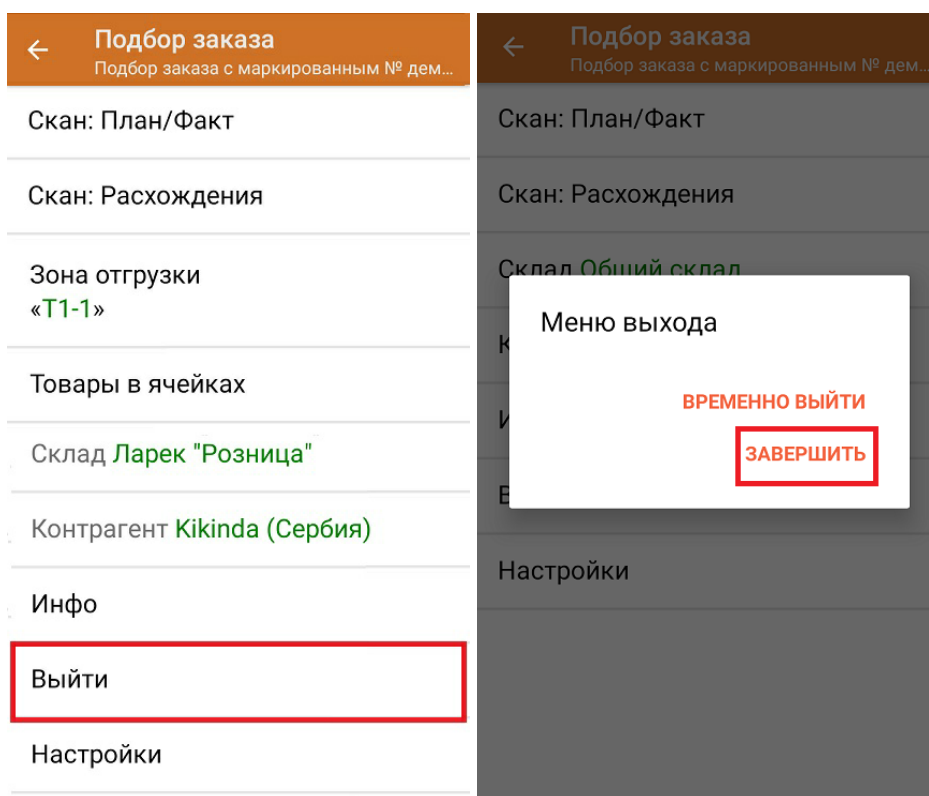 Подбор заказа
Подбор заказа с маркированным № дем...
Скан: План/Факт
Скан: Расхождения
Зона отгрузки
«Т1-1»
Товары в ячейках
Склад Ларек "Розница"
Контрагент Kikinda (Сербия)
Инфо
Выйти
Настройки
Подбор заказа
Подбор заказа с маркированным № дем...
Скан: План/Факт
Скан: Расхождения
Склад Общий склад
Меню выхода
ВРЕМЕННО ВЫЙТИ
ЗАВЕРШИТЬ
Настройки